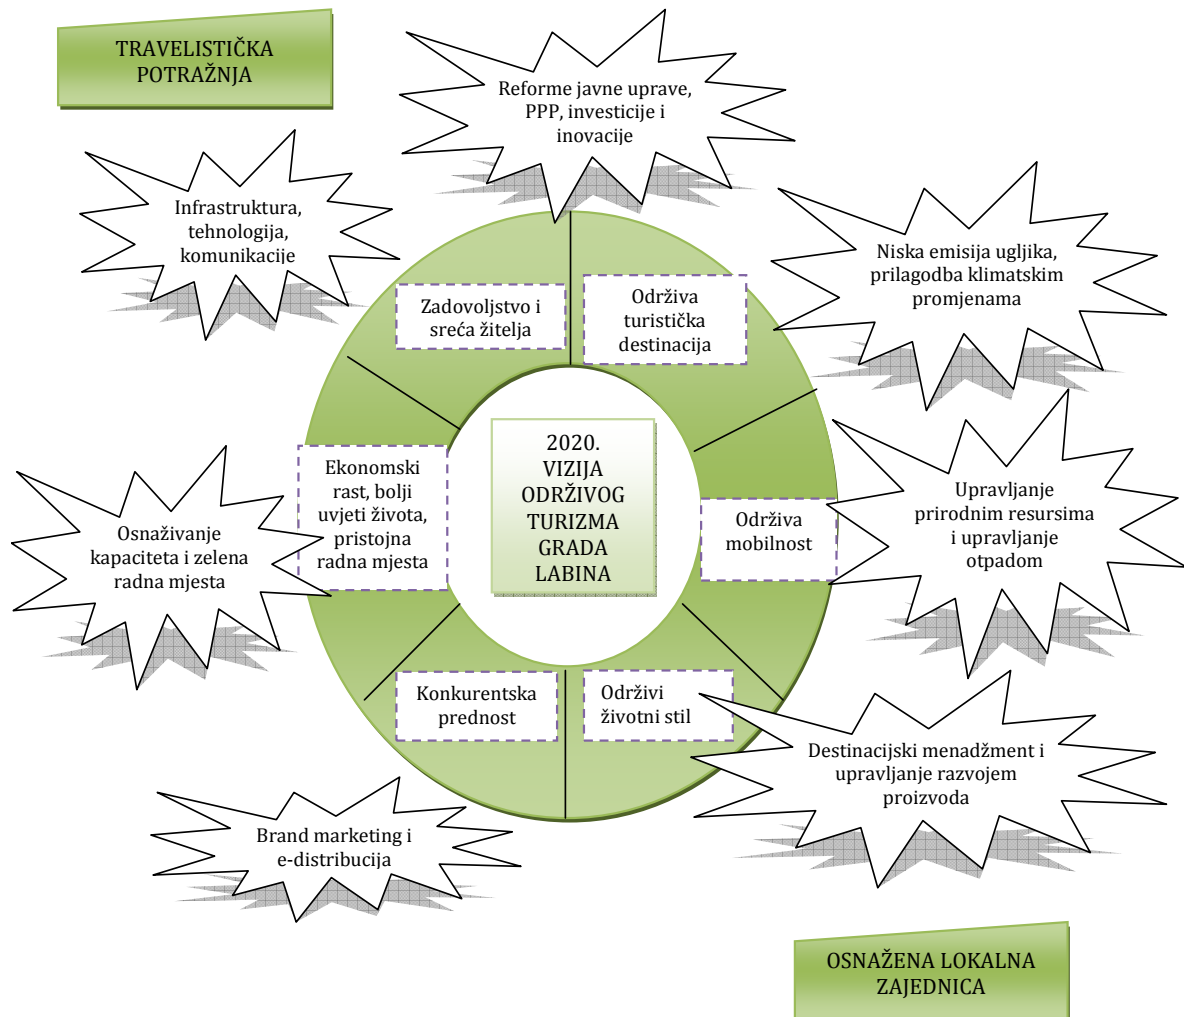 TRAVELISTIČKA
POTRAŽNJA
Reforme javne uprave,
PPP, investicije i
inovacije
Infrastruktura,
tehnologija,
komunikacije
Niska emisija ugljika,
prilagodba klimatskim
promjenama
Zadovoljstvo i
sreća žitelja
Održiva
turistička
destinacija
2020.
VIZIJA
ODRŽIVOG
TURIZMA
GRADA
LABINA
Ekonomski
rast, bolji
uvjeti života,
pristojna
radna mjesta
Održiva
mobilnost
Upravljanje
prirodnim resursima
i upravljanje
otpadom
Osnaživanje
kapaciteta i zelena
radna mjesta
Konkurentska
prednost
Održivi
životni stil
Destinacijski menadžment i
upravljanje razvojem
proizvoda
Brand marketing i
e-distribucija
OSNAŽENA LOKALNA
ZAJEDNICA